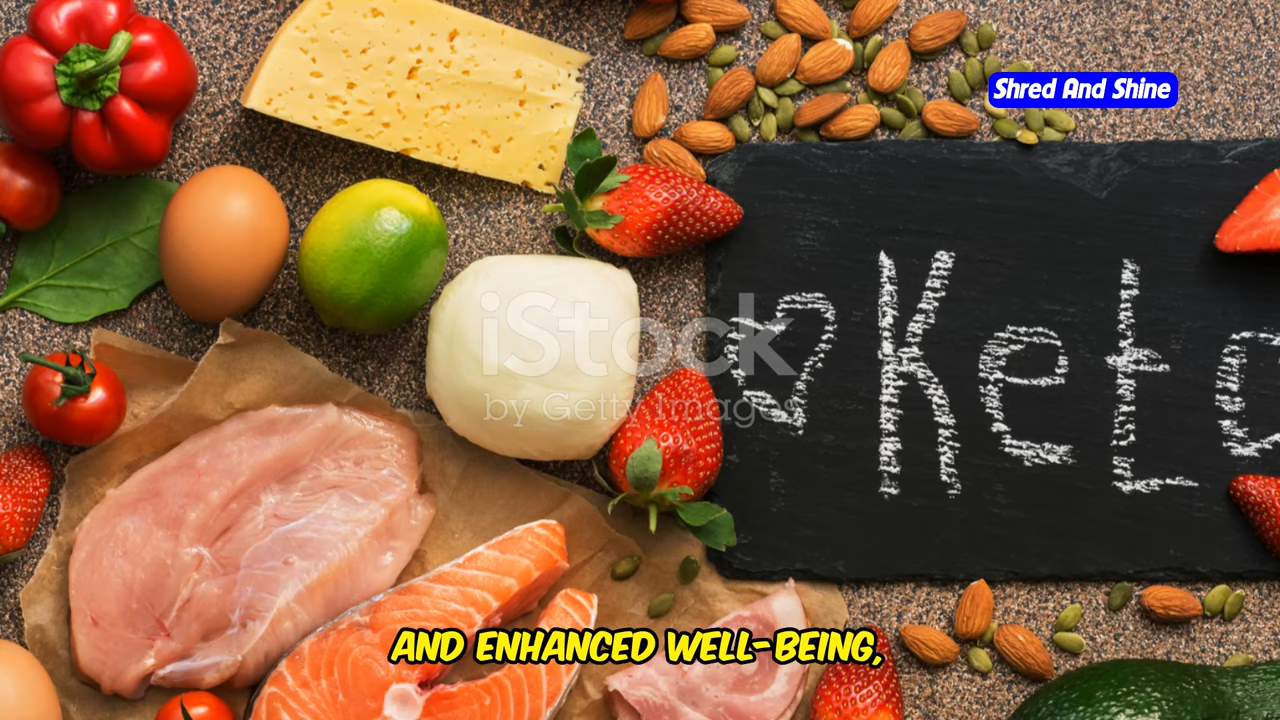 Shred And Shine
iStock
by Getty Images
♡Keto
AND ENHANCED WELL-BEING,